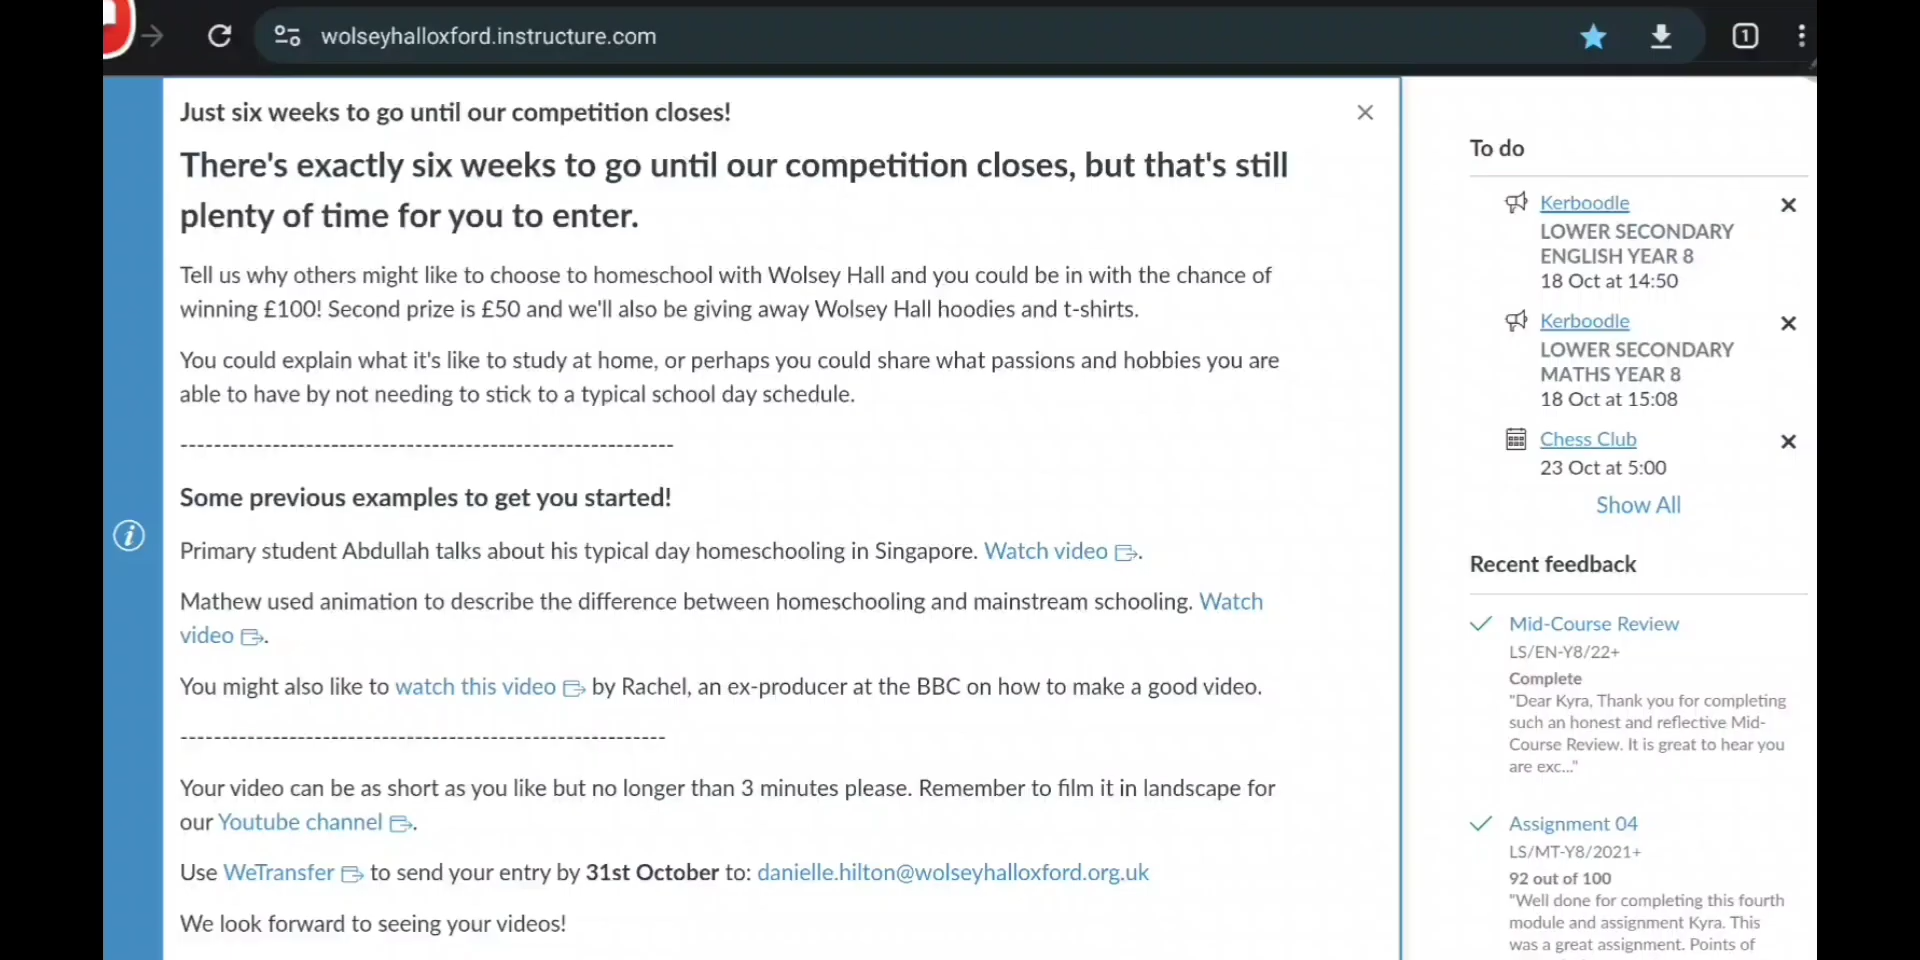 wolseyhalloxford.instructure.com
1
Just six weeks to go until our competition closes!
There's exactly six weeks to go until our competition closes, but that's still
plenty of time for you to enter.
Tell us why others might like to choose to homeschool with Wolsey Hall and you could be in with the chance of
winning £100! Second prize is £50 and we'll also be giving away Wolsey Hall hoodies and t-shirts.
You could explain what it's like to study at home, or perhaps you could share what passions and hobbies you are
able to have by not needing to stick to a typical school day schedule.
-----------------------------------------------------------
Some previous examples to get you started!
Primary student Abdullah talks about his typical day homeschooling in Singapore. Watch video.
Mathew used animation to describe the difference between homeschooling and mainstream schooling. Watch
video.
You might also like to watch this video by Rachel, an ex-producer at the BBC on how to make a good video.
----------------------------------------------------------
Your video can be as short as you like but no longer than 3 minutes please. Remember to film it in landscape for
our Youtube channel.
Use WeTransfer to send your entry by 31st October to: danielle.hilton@wolseyhalloxford.org.uk
We look forward to seeing your videos!
To do
Kerboodle
LOWER SECONDARY
ENGLISH YEAR 8
18 Oct at 14:50
Kerboodle
LOWER SECONDARY
MATHS YEAR 8
18 Oct at 15:08
Chess Club
23 Oct at 5:00
Show All
Recent feedback
Mid-Course Review
LS/EN-Y8/22+
Complete
"Dear Kyra, Thank you for completing
such an honest and reflective Mid-
Course Review. It is great to hear you
are exc..."
Assignment 04
LS/MT-Y8/2021+
92 out of 100
"Well done for completing this fourth
module and assignment Kyra. This
was a great assignment. Points of